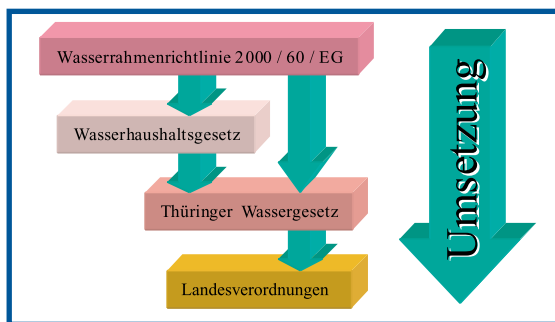 Wasserrahmenrichtlinie 2000 / 60 / EG
Wasserhaushaltsgesetz
Thüringer Wassergesetz
Landesverordnungen
Umsetzung